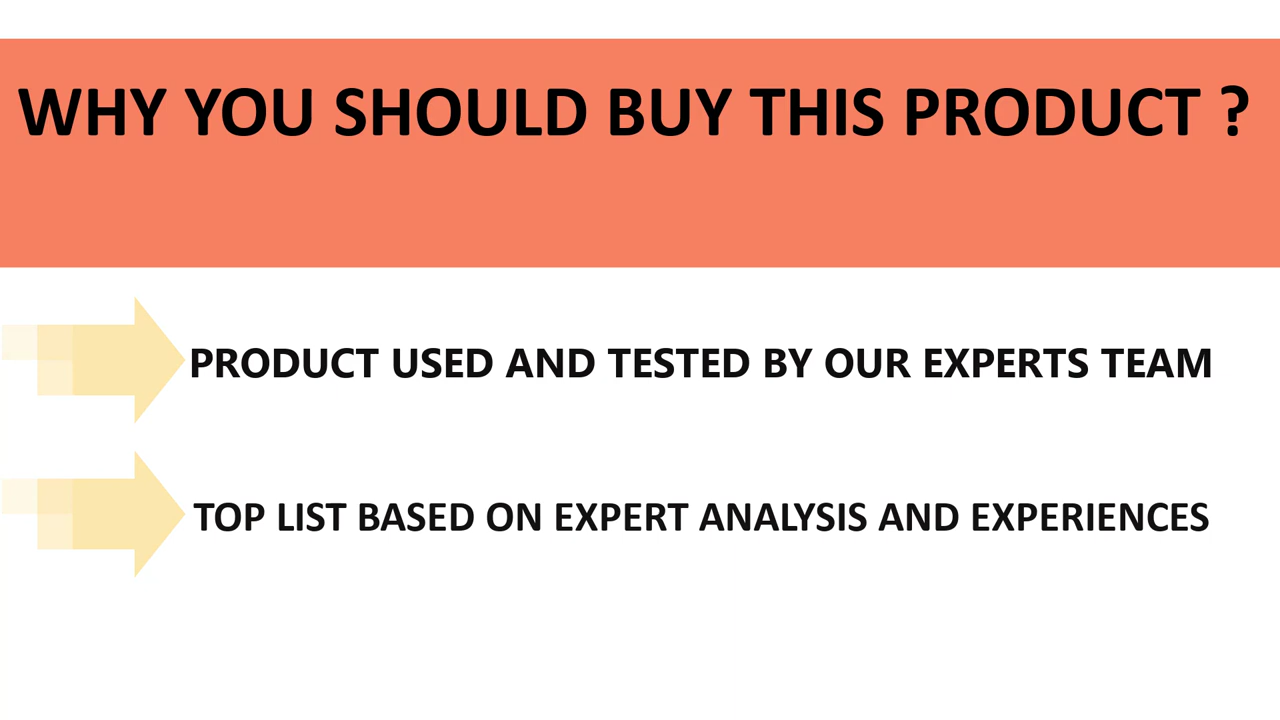 WHY YOU SHOULD BUY THIS PRODUCT ?
PRODUCT USED AND TESTED BY OUR EXPERTS TEAM
TOP LIST BASED ON EXPERT ANALYSIS AND EXPERIENCES